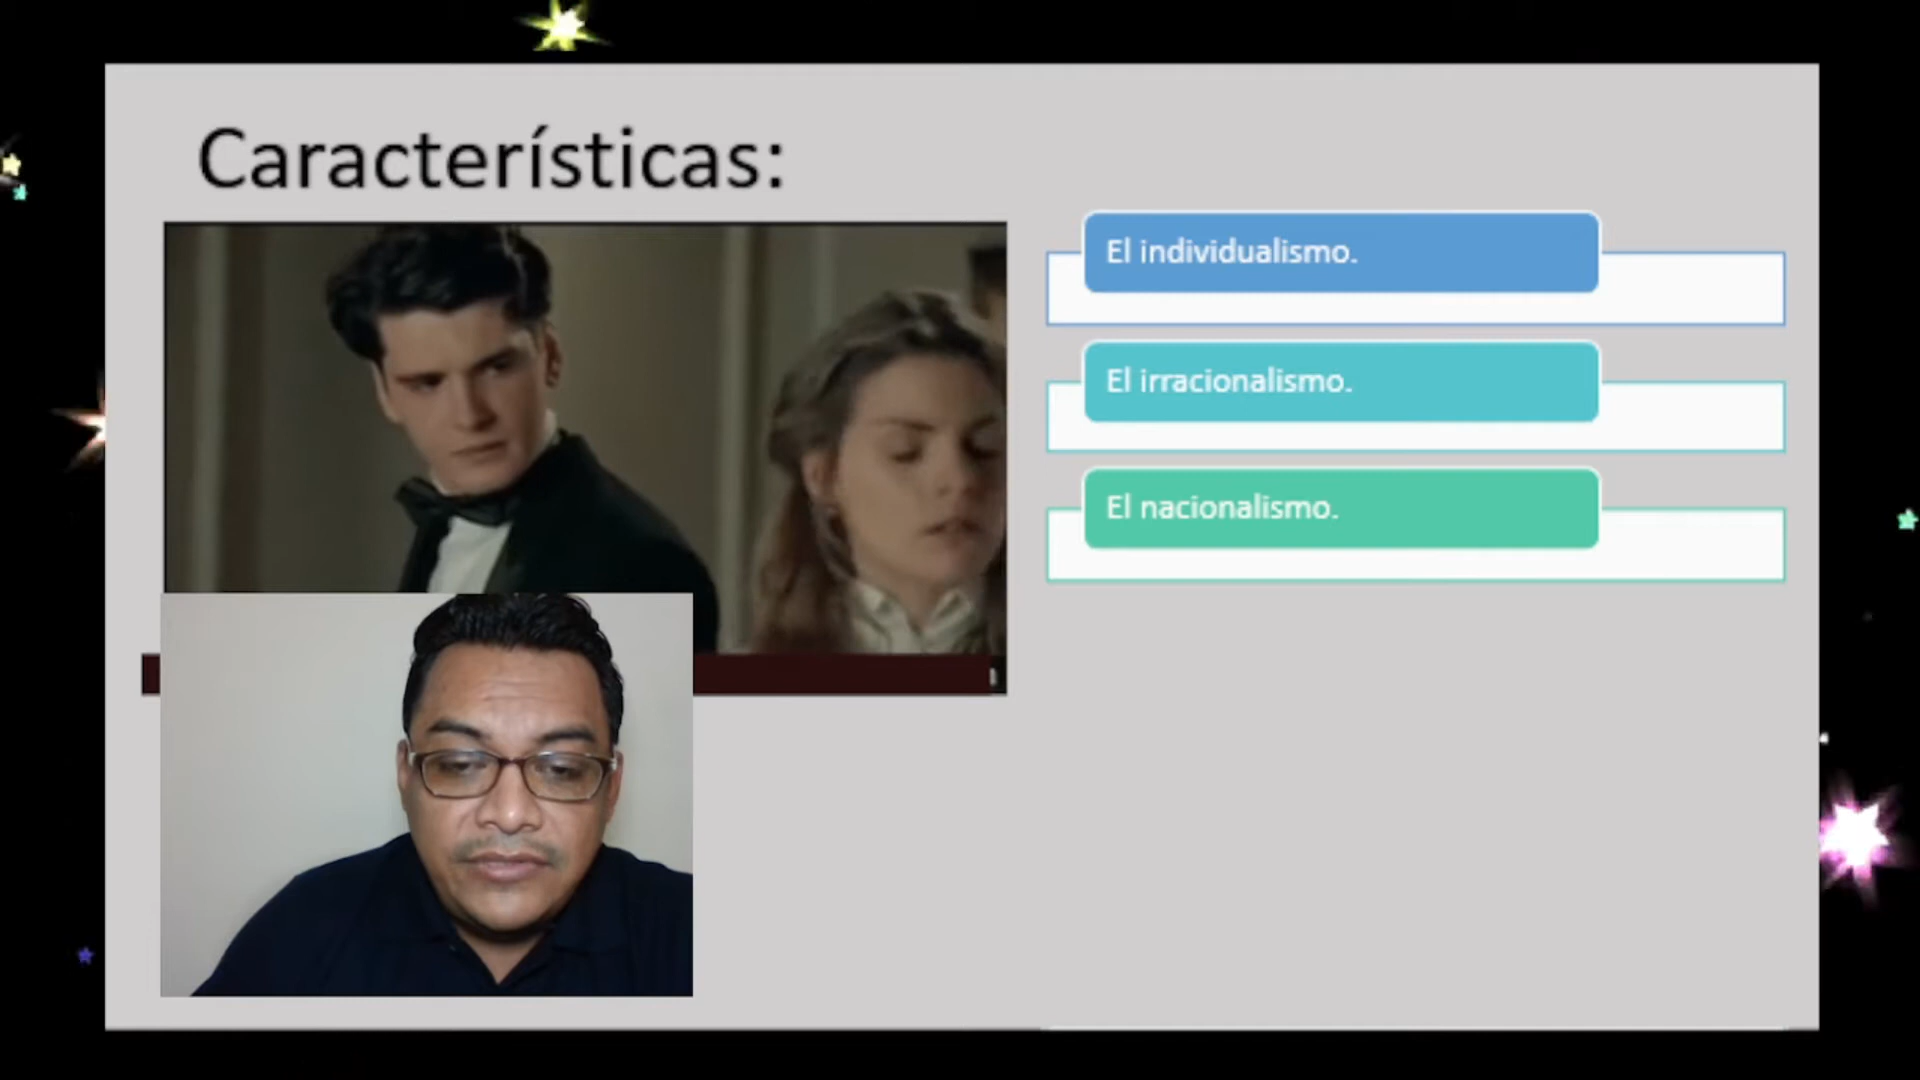 Características:
El individualismo.
El irracionalismo.
El nacionalismo.